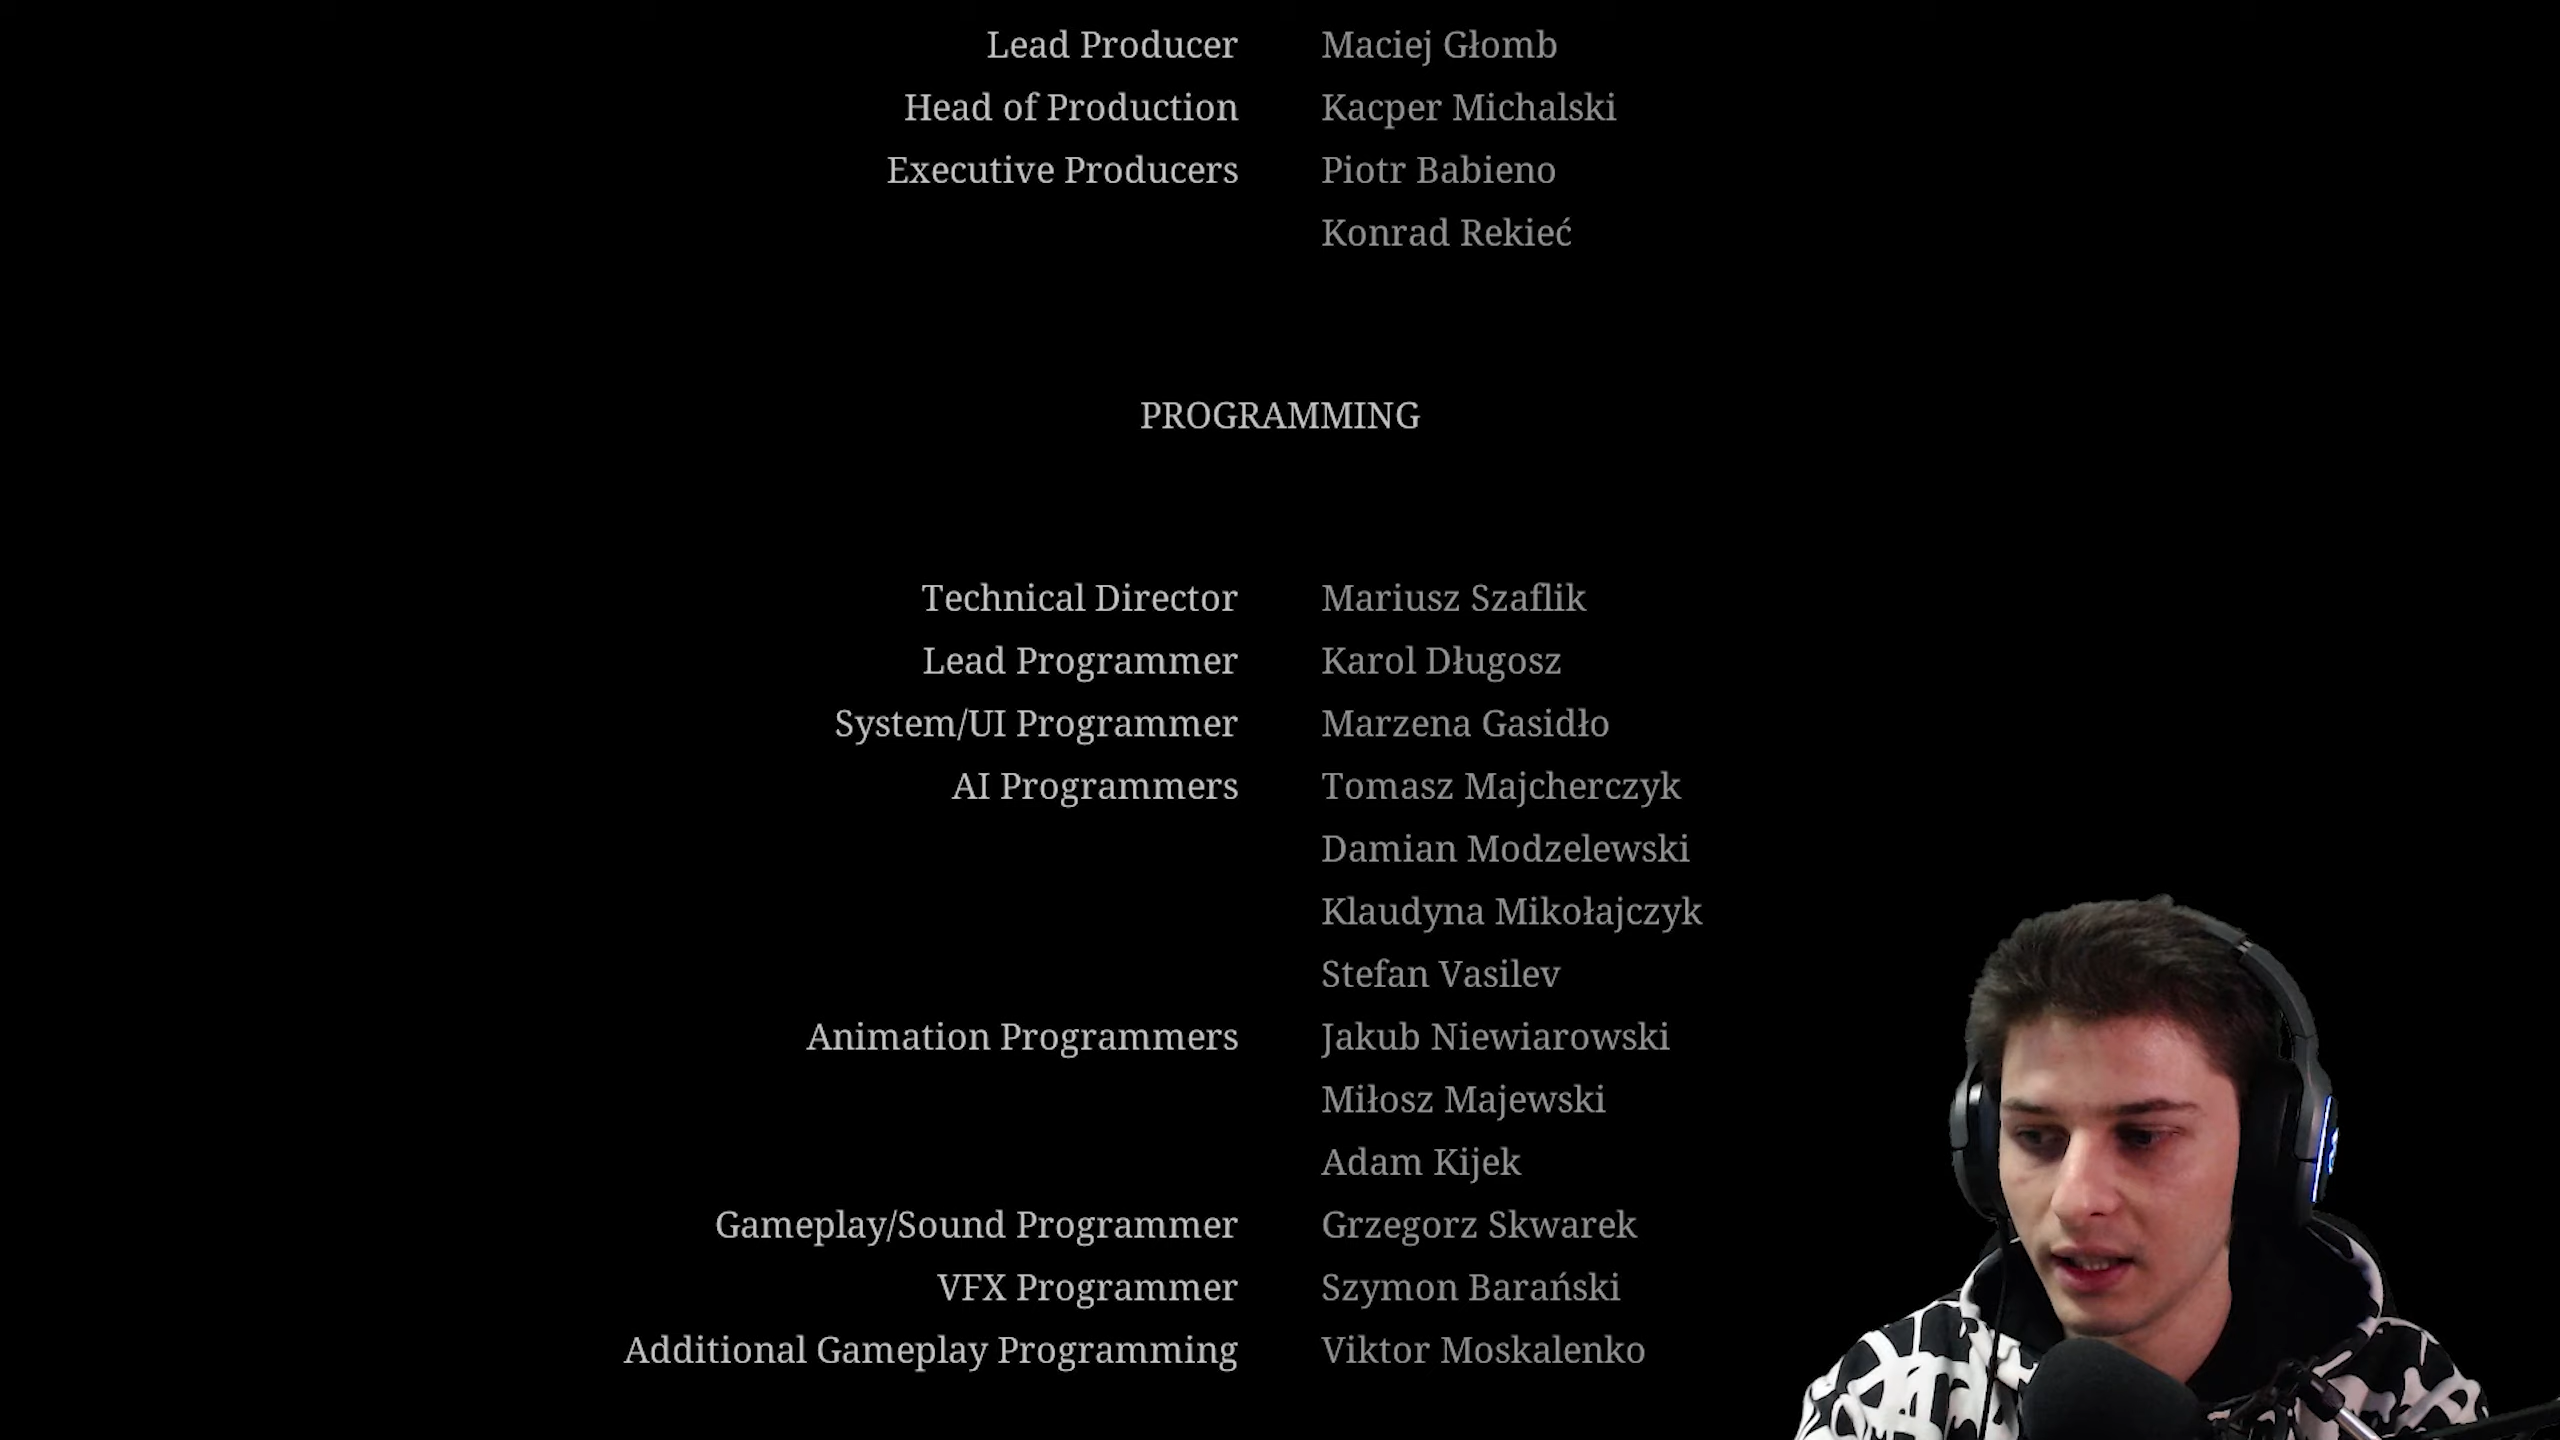 Lead Producer Maciej Głomb
Head of Production Kacper Michalski
Executive Producers Piotr Babieno
Konrad Rekieć
PROGRAMMING
Technical Director Mariusz Szaflik
Lead Programmer Karol Długosz
System/UI Programmer Marzena Gasidło
AI Programmers Tomasz Majcherczyk
Damian Modzelewski
Klaudyna Mikołajczyk
Stefan Vasilev
Animation Programmers Jakub Niewiarowski
Miłosz Majewski
Adam Kijek
Gameplay/Sound Programmer Grzegorz Skwarek
VFX Programmer Szymon Barański
Additional Gameplay Programming Viktor Moskalenko